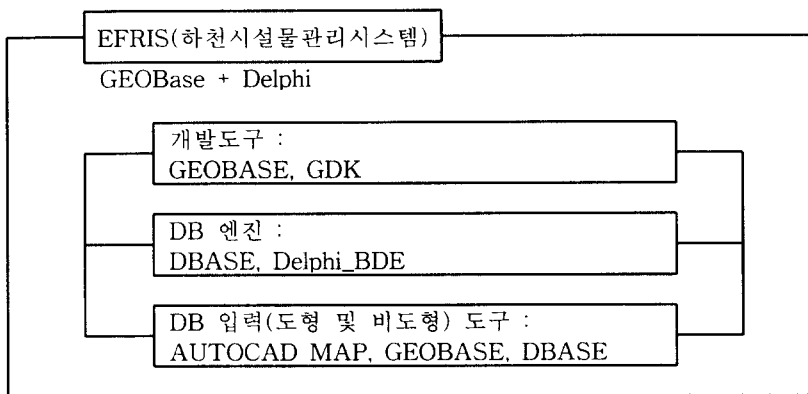 EFRIS(하천시설물관리시스템)
GEOBase + Delphi
개발도구 :
GEOBASE, GDK
DB 엔진 :
DBASE, Delphi_BDE
DB 입력(도형 및 비도형) 도구 :
AUTOCAD MAP, GEOBASE, DBASE